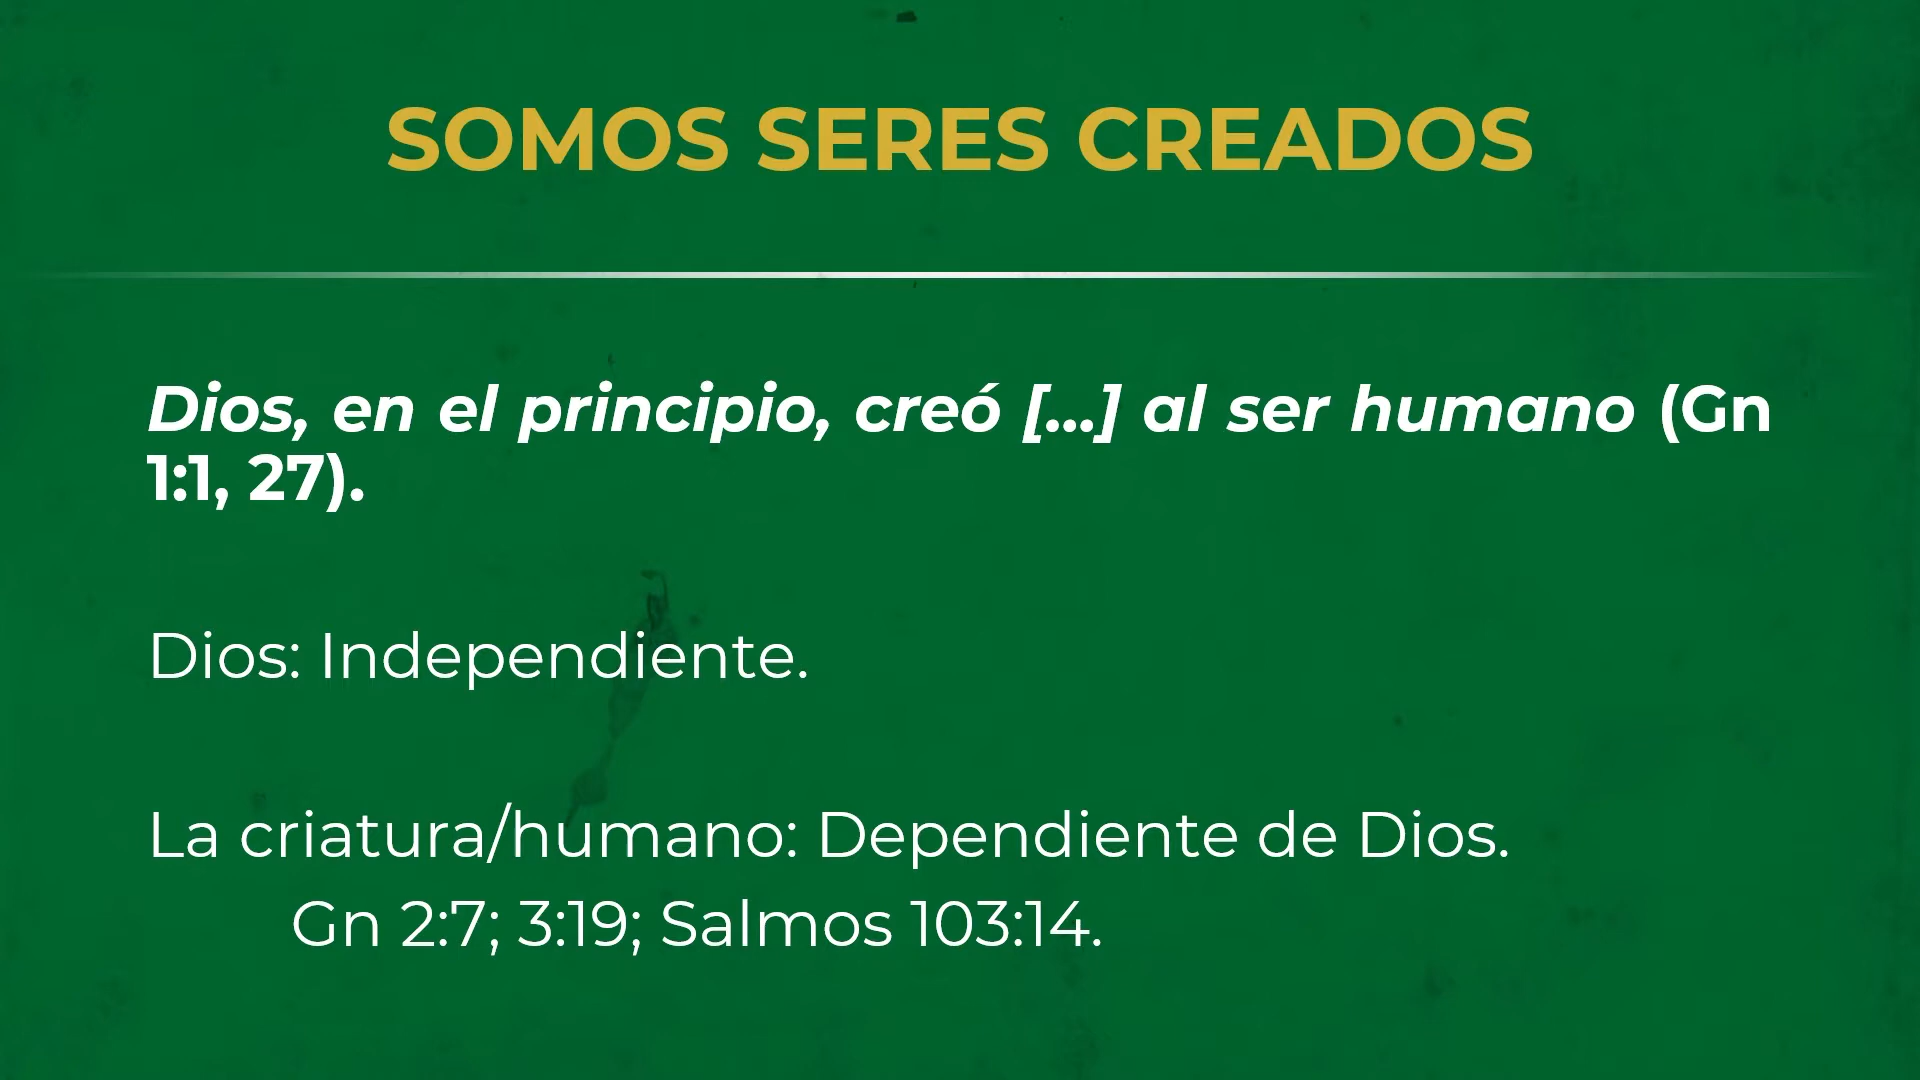 SOMOS SERES CREADOS
Dios, en el principio, creó [...] al ser humano (Gn
1:1, 27).
Dios: Independiente.
La criatura/humano: Dependiente de Dios.
Gn 2:7; 3:19; Salmos 103:14.